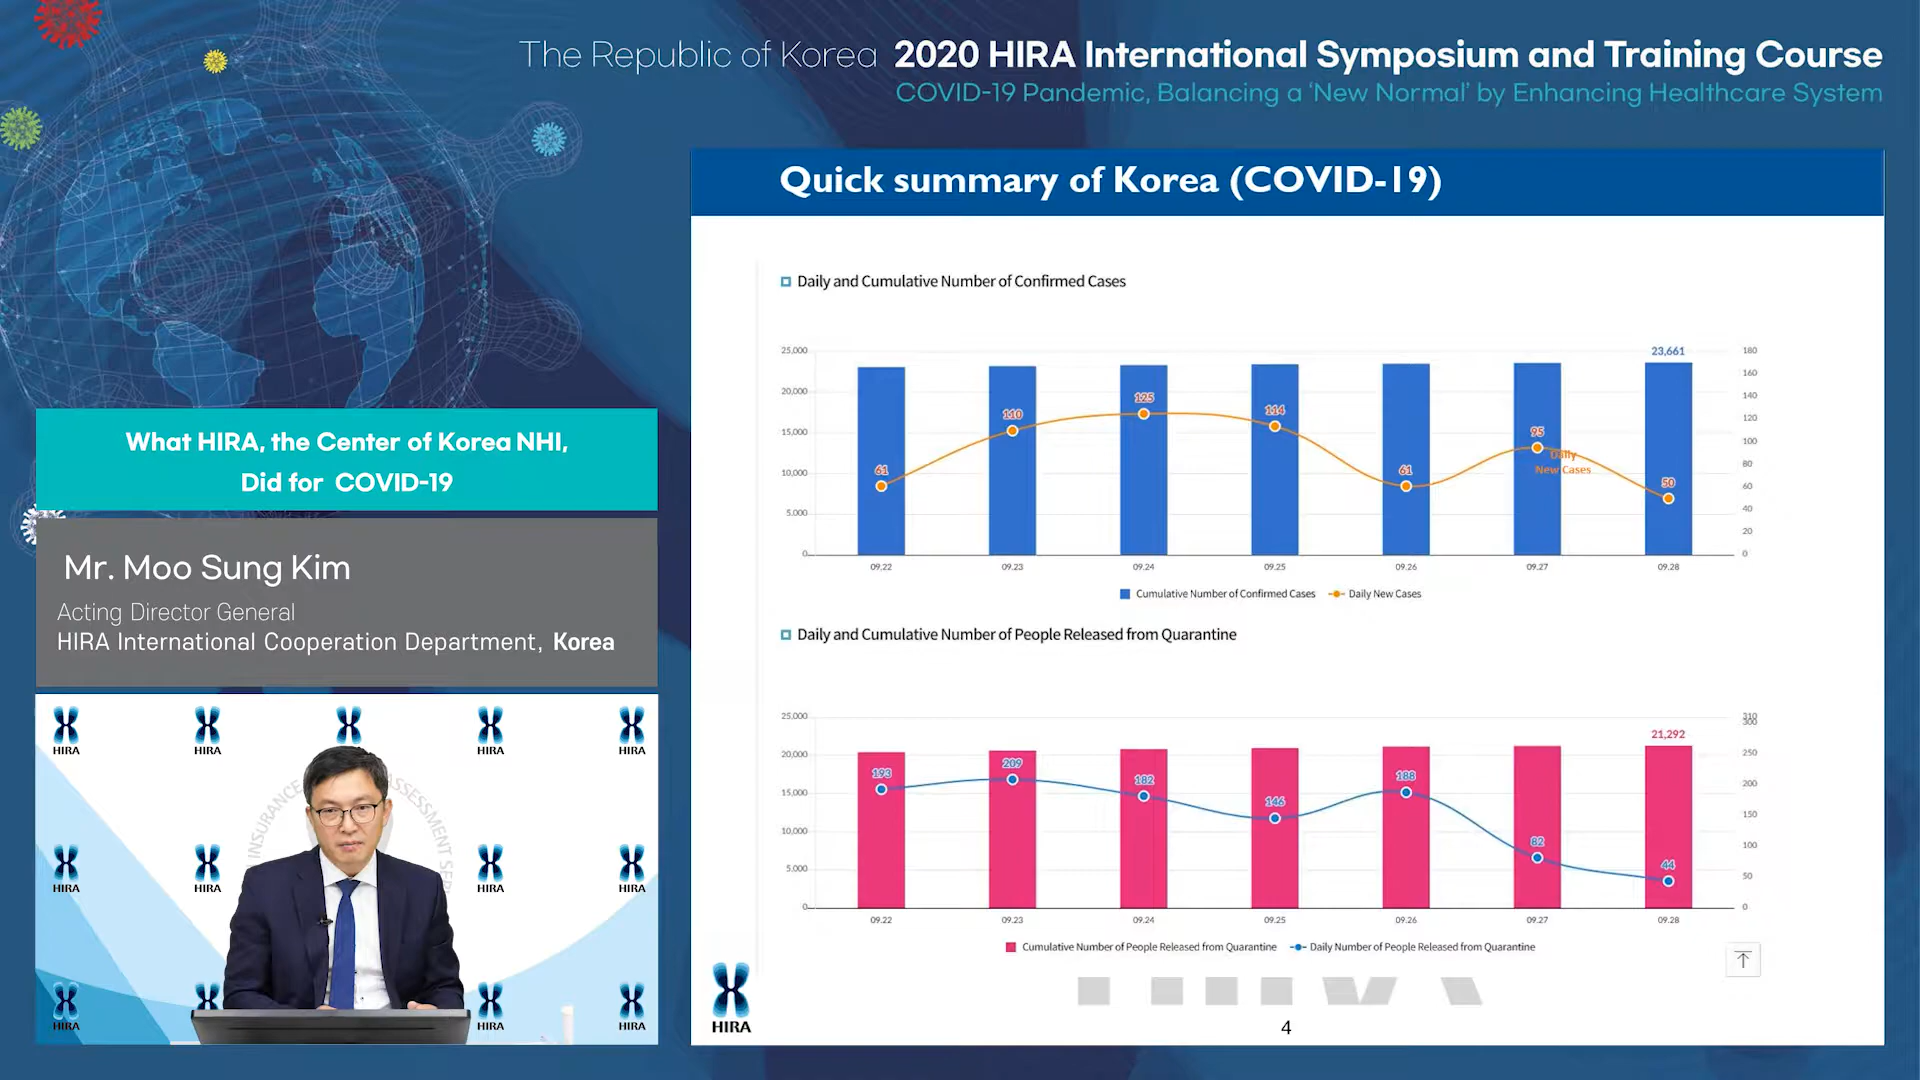 The Republic of Korea 2020 HIRA International Symposium and Training Course
COVID-19 Pandemic, Balancing a 'New Normal' by Enhancing Healthcare System
What HIRA, the Center of Korea NHI,
Did for COVID-19
Mr. Moo Sung Kim
Acting Director General
HIRA International Cooperation Department, Korea
HIRA HIRA HIRA HIRA
INSURANCE ASSESSMENT SER
HIRA HIRA HIRA HIRA
HIRA HIRA HIRA HIRA
Quick summary of Korea (COVID-19)
Daily and Cumulative Number of Confirmed Cases
25,000 23,661 180
160
20,000 140
110 125 114 120
15,000 95 100
Daily 80
10,000 61 61 New Cases 50 60
5,000 40
20
0 0
09.22 09.23 09.24 09.25 09.26 09.27 09.28
Cumulative Number of Confirmed Cases Daily New Cases
Daily and Cumulative Number of People Released from Quarantine
25,000 310
300
21,292
20,000 250
193 209 182 188 200
15,000 146 150
10,000 82 100
5,000 44 50
0 0
09.22 09.23 09.24 09.25 09.26 09.27 09.28
Cumulative Number of People Released from Quarantine Daily Number of People Released from Quarantine
HIRA
4